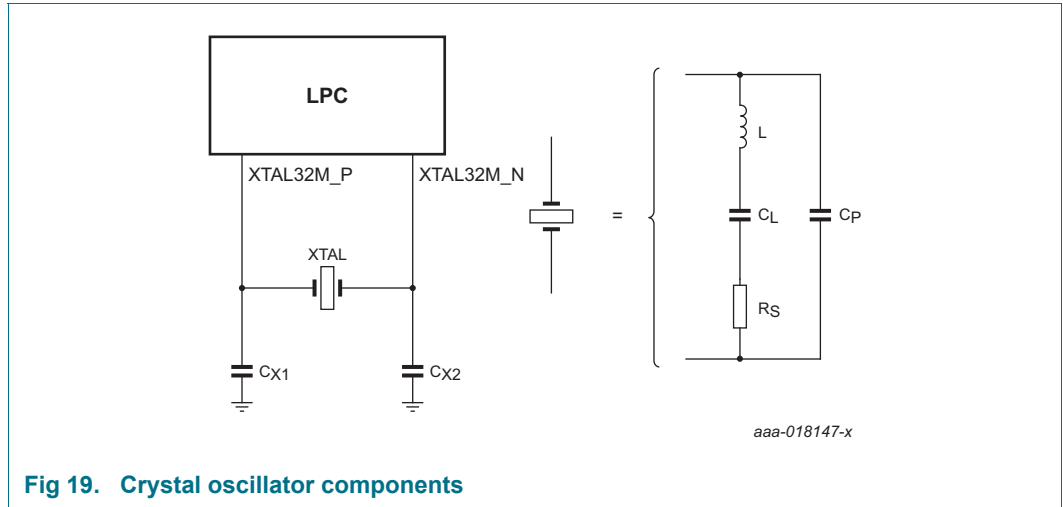 LPC
XTAL32M_P
XTAL32M_N
XTAL
CX1
CX2
=
L
CL
CP
RS
aaa-018147-x
Fig 19. Crystal oscillator components